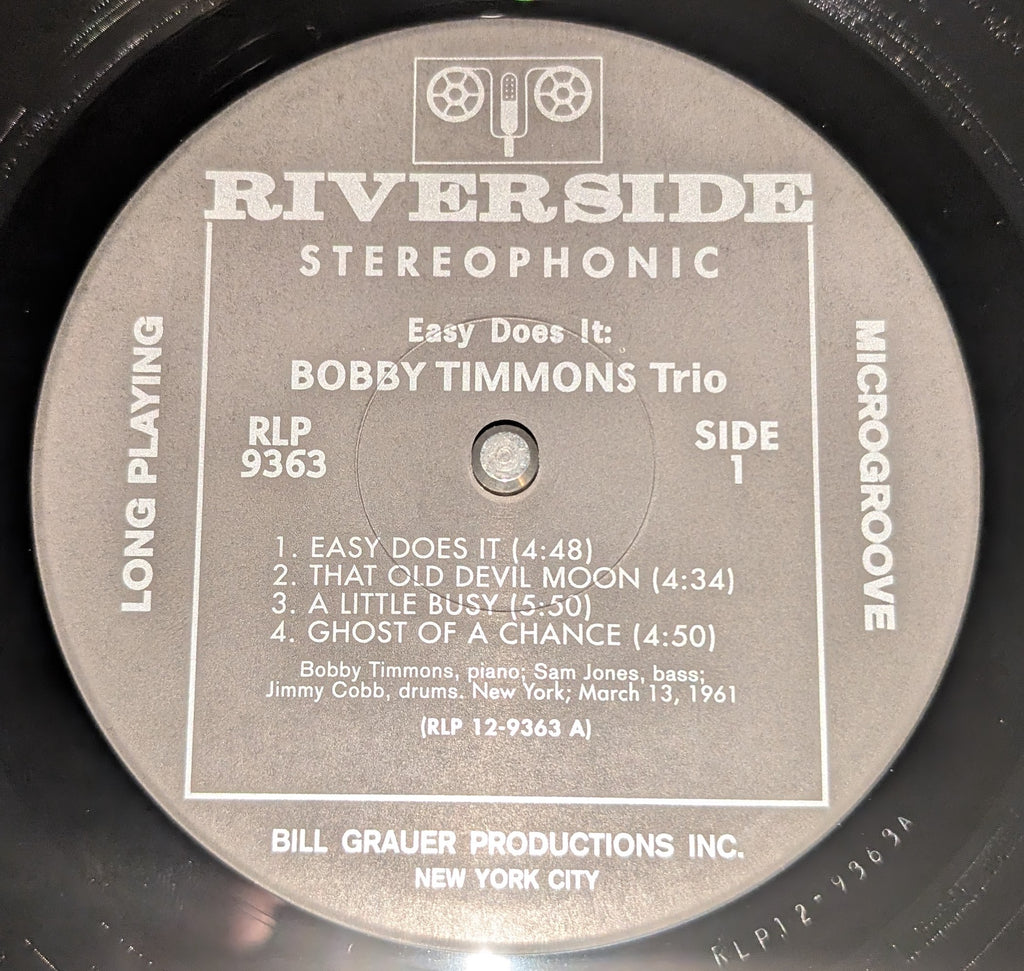 RIVERSIDE
STEREOPHONIC
Easy Does It:
BOBBY TIMMONS Trio
RLP
9363
SIDE
1
LONG PLAYING
MICROGROOVE
1. EASY DOES IT (4:48)
2. THAT OLD DEVIL MOON (4:34)
3. A LITTLE BUSY (5:50)
4. GHOST OF A CHANCE (4:50)
Bobby Timmons, piano; Sam Jones, bass;
Jimmy Cobb, drums. New York; March 13, 1961
(RLP 12-9363 A)
BILL GRAUER PRODUCTIONS INC.
NEW YORK CITY
RLP12-9363A